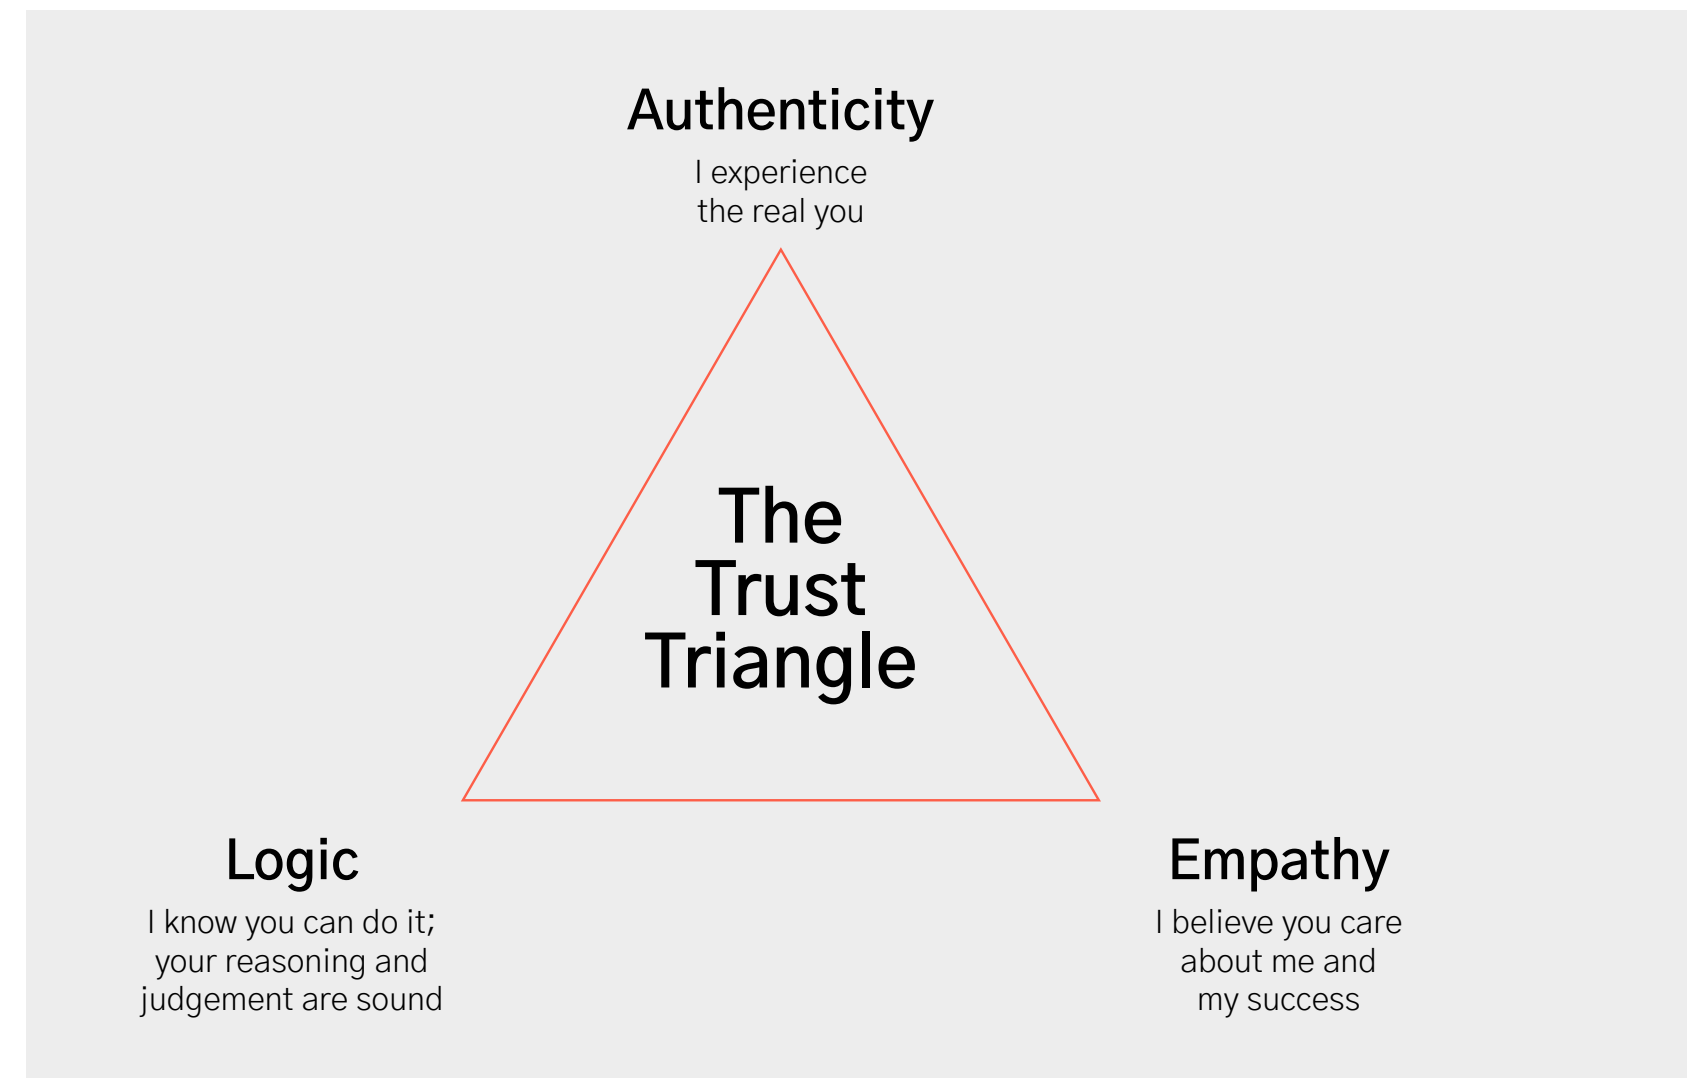 Authenticity
I experience
the real you
The
Trust
Triangle
Logic
I know you can do it;
your reasoning and
judgement are sound
Empathy
I believe you care
about me and
my success